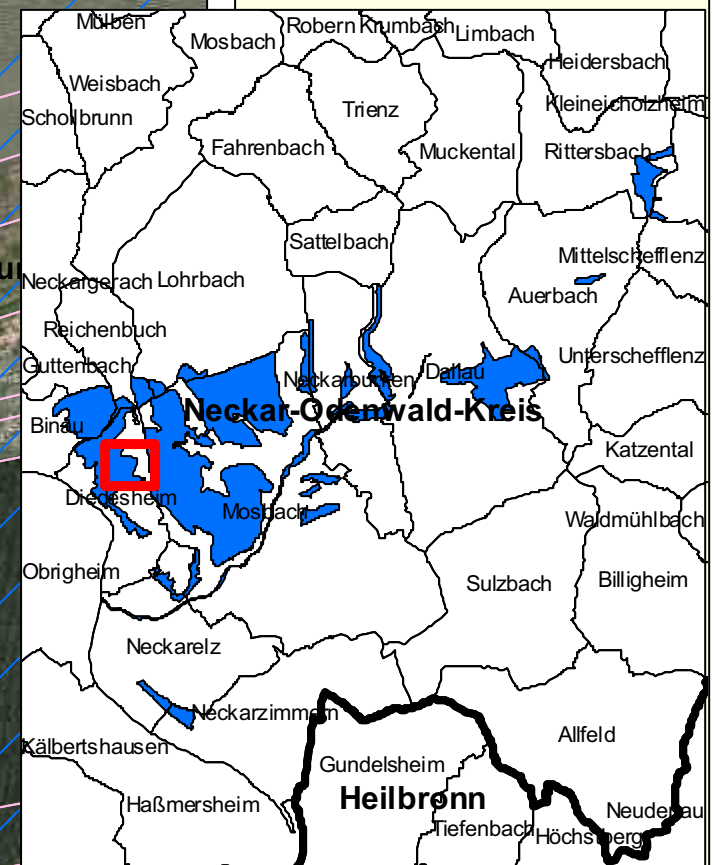 Mülben
Mosbach
Robern
Krumbach
Limbach
Heidersbach
Weisbach
Schollbrunn
Trienz
Kleineicholzheim
Fahrenbach
Muckental
Rittersbach
Sattelbach
Mittelschefflenz
Neckargerach
Lohrbach
Auerbach
Reichenbuch
Guttenbach
Neckarburken
Dallau
Unterschefflenz
Neckar-Odenwald-Kreis
Binau
Katzental
Diedesheim
Mosbach
Waldmühlbach
Obrigheim
Sulzbach
Billigheim
Neckarelz
Neckarzimmern
Kälbertshausen
Allfeld
Gundelsheim
Heilbronn
Haßmersheim
Neudenau
Tiefenbach
Höchstberg